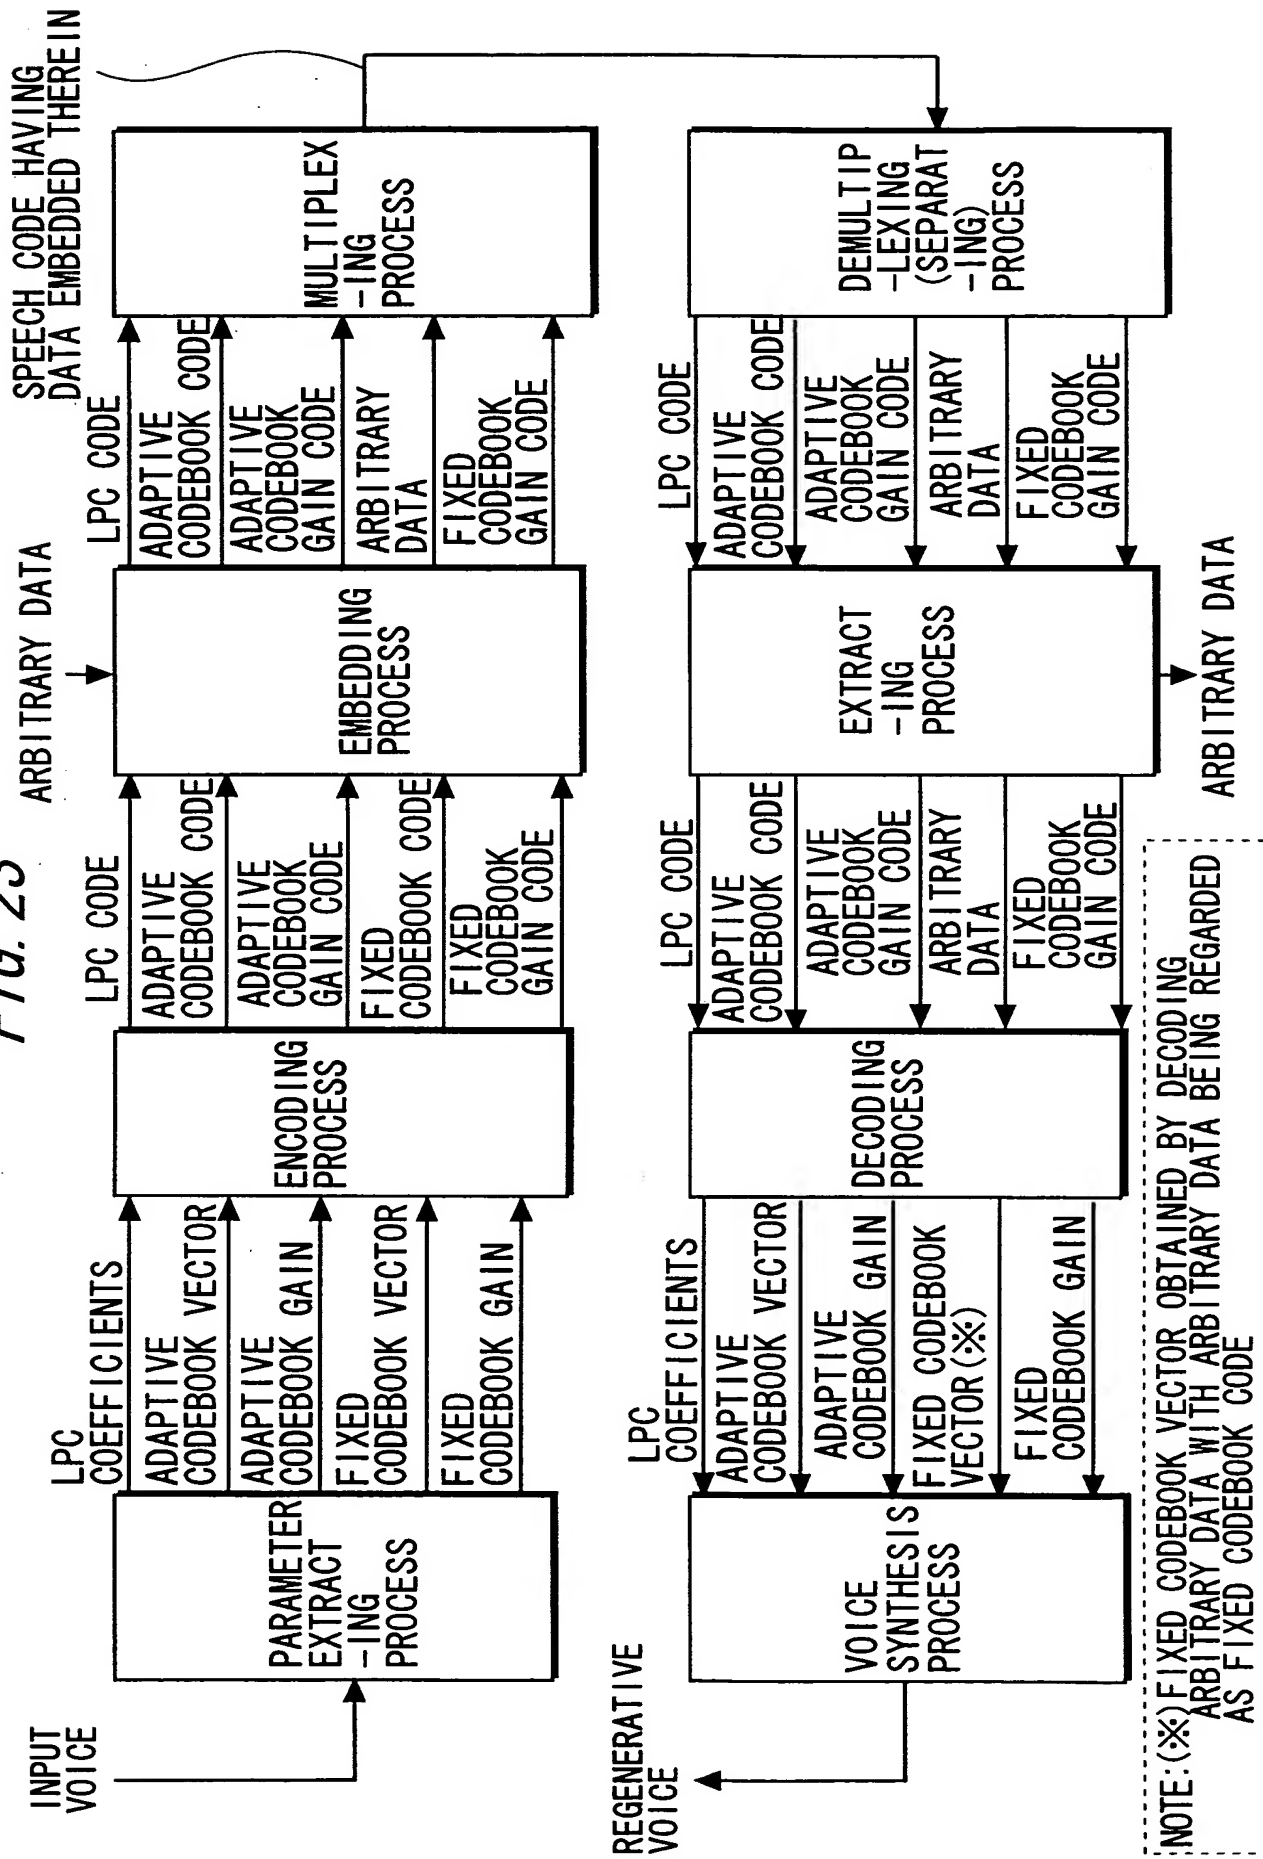 FIG. 23
INPUT
VOICE
PARAMETER
EXTRACT
-ING
PROCESS
LPC
COEFFICIENTS
ADAPTIVE
CODEBOOK VECTOR
ADAPTIVE
CODEBOOK GAIN
FIXED
CODEBOOK VECTOR
FIXED
CODEBOOK GAIN
ENCODING
PROCESS
LPC CODE
ADAPTIVE
CODEBOOK CODE
ADAPTIVE
CODEBOOK
GAIN CODE
FIXED
CODEBOOK CODE
FIXED
CODEBOOK
GAIN CODE
ARBITRARY DATA
EMBEDDING
PROCESS
LPC CODE
ADAPTIVE
CODEBOOK CODE
ADAPTIVE
CODEBOOK
GAIN CODE
ARBITRARY
DATA
FIXED
CODEBOOK
GAIN CODE
MULTIPLEX
-ING
PROCESS
SPEECH CODE HAVING
DATA EMBEDDED THEREIN
REGENERATIVE
VOICE
VOICE
SYNTHESIS
PROCESS
LPC
COEFFICIENTS
ADAPTIVE
CODEBOOK VECTOR
ADAPTIVE
CODEBOOK GAIN
FIXED CODEBOOK
VECTOR(※)
FIXED
CODEBOOK GAIN
DECODING
PROCESS
LPC CODE
ADAPTIVE
CODEBOOK CODE
ADAPTIVE
CODEBOOK
GAIN CODE
ARBITRARY
DATA
FIXED
CODEBOOK
GAIN CODE
EXTRACT
-ING
PROCESS
ARBITRARY DATA
LPC CODE
ADAPTIVE
CODEBOOK CODE
ADAPTIVE
CODEBOOK
GAIN CODE
ARBITRARY
DATA
FIXED
CODEBOOK
GAIN CODE
DEMULTIP
-LEXING
(SEPARAT
-ING)
PROCESS
NOTE:(※)FIXED CODEBOOK VECTOR OBTAINED BY DECODING
ARBITRARY DATA WITH ARBITRARY DATA BEING REGARDED
AS FIXED CODEBOOK CODE